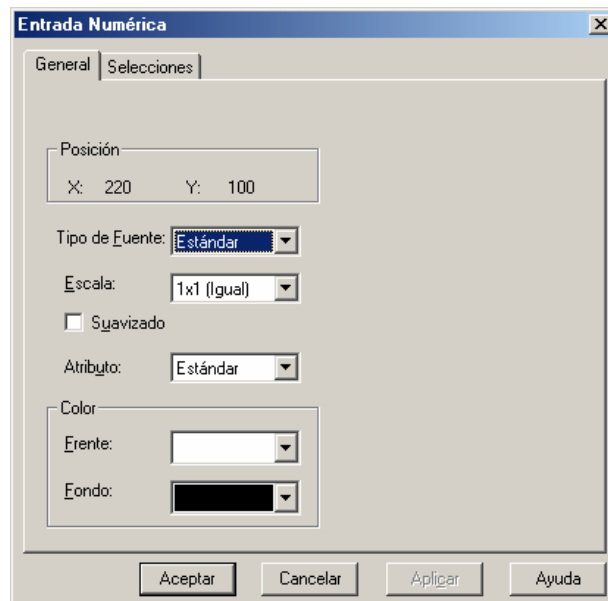 Entrada Numérica
General Selecciones
Posición
X: 220 Y: 100
Tipo de Fuente: Estándar
Escala: 1x1 (Igual)
Suavizado
Atributo: Estándar
Color
Frente:
Fondo:
Aceptar Cancelar Aplicar Ayuda